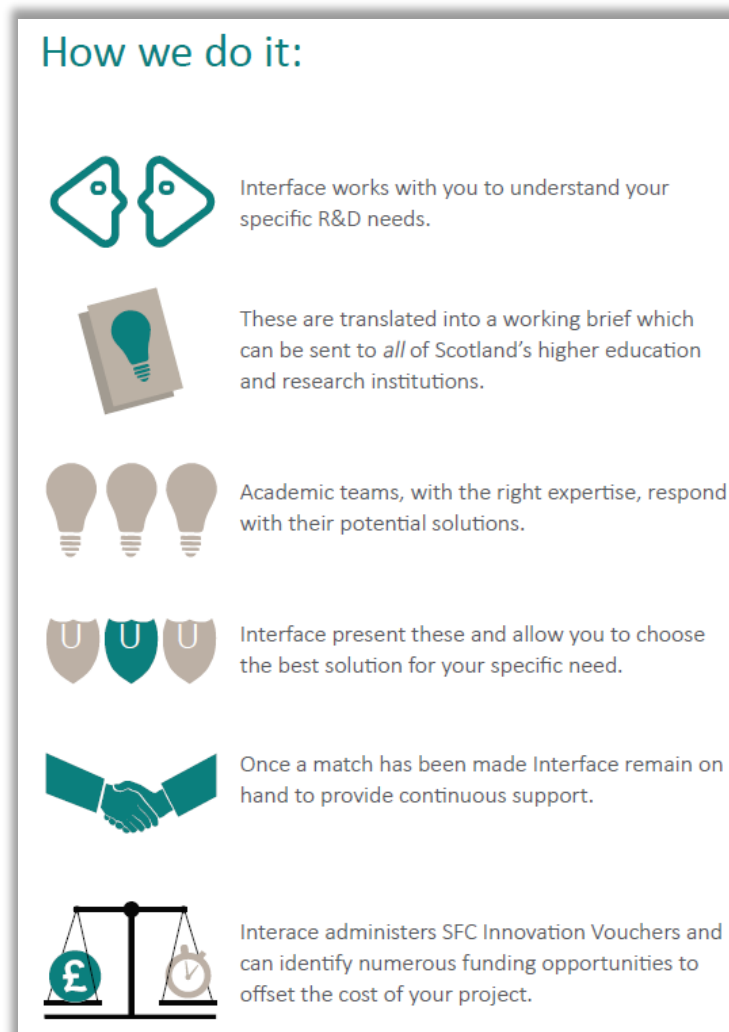 How we do it:
Interface works with you to understand your
specific R&D needs.
These are translated into a working brief which
can be sent to all of Scotland's higher education
and research institutions.
Academic teams, with the right expertise, respond
with their potential solutions.
U U U
Interface present these and allow you to choose
the best solution for your specific need.
Once a match has been made Interface remain on
hand to provide continuous support.
£
Interace administers SFC Innovation Vouchers and
can identify numerous funding opportunities to
offset the cost of your project.